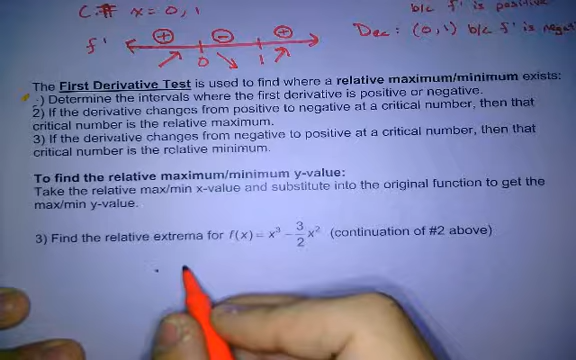 C.# x = 0, 1
b/c f' is positive
f' + - + 0 1
Dec: (0, 1) b/c f' is nega
The First Derivative Test is used to find where a relative maximum/minimum exists:
1) Determine the intervals where the first derivative is positive or negative.
2) If the derivative changes from positive to negative at a critical number, then that
critical number is the relative maximum.
3) If the derivative changes from negative to positive at a critical number, then that
critical number is the relative minimum.
To find the relative maximum/minimum y-value:
Take the relative max/min x-value and substitute into the original function to get the
max/min y-value.
3) Find the relative extrema for f(x) = x³ − 3/2 x² (continuation of #2 above)